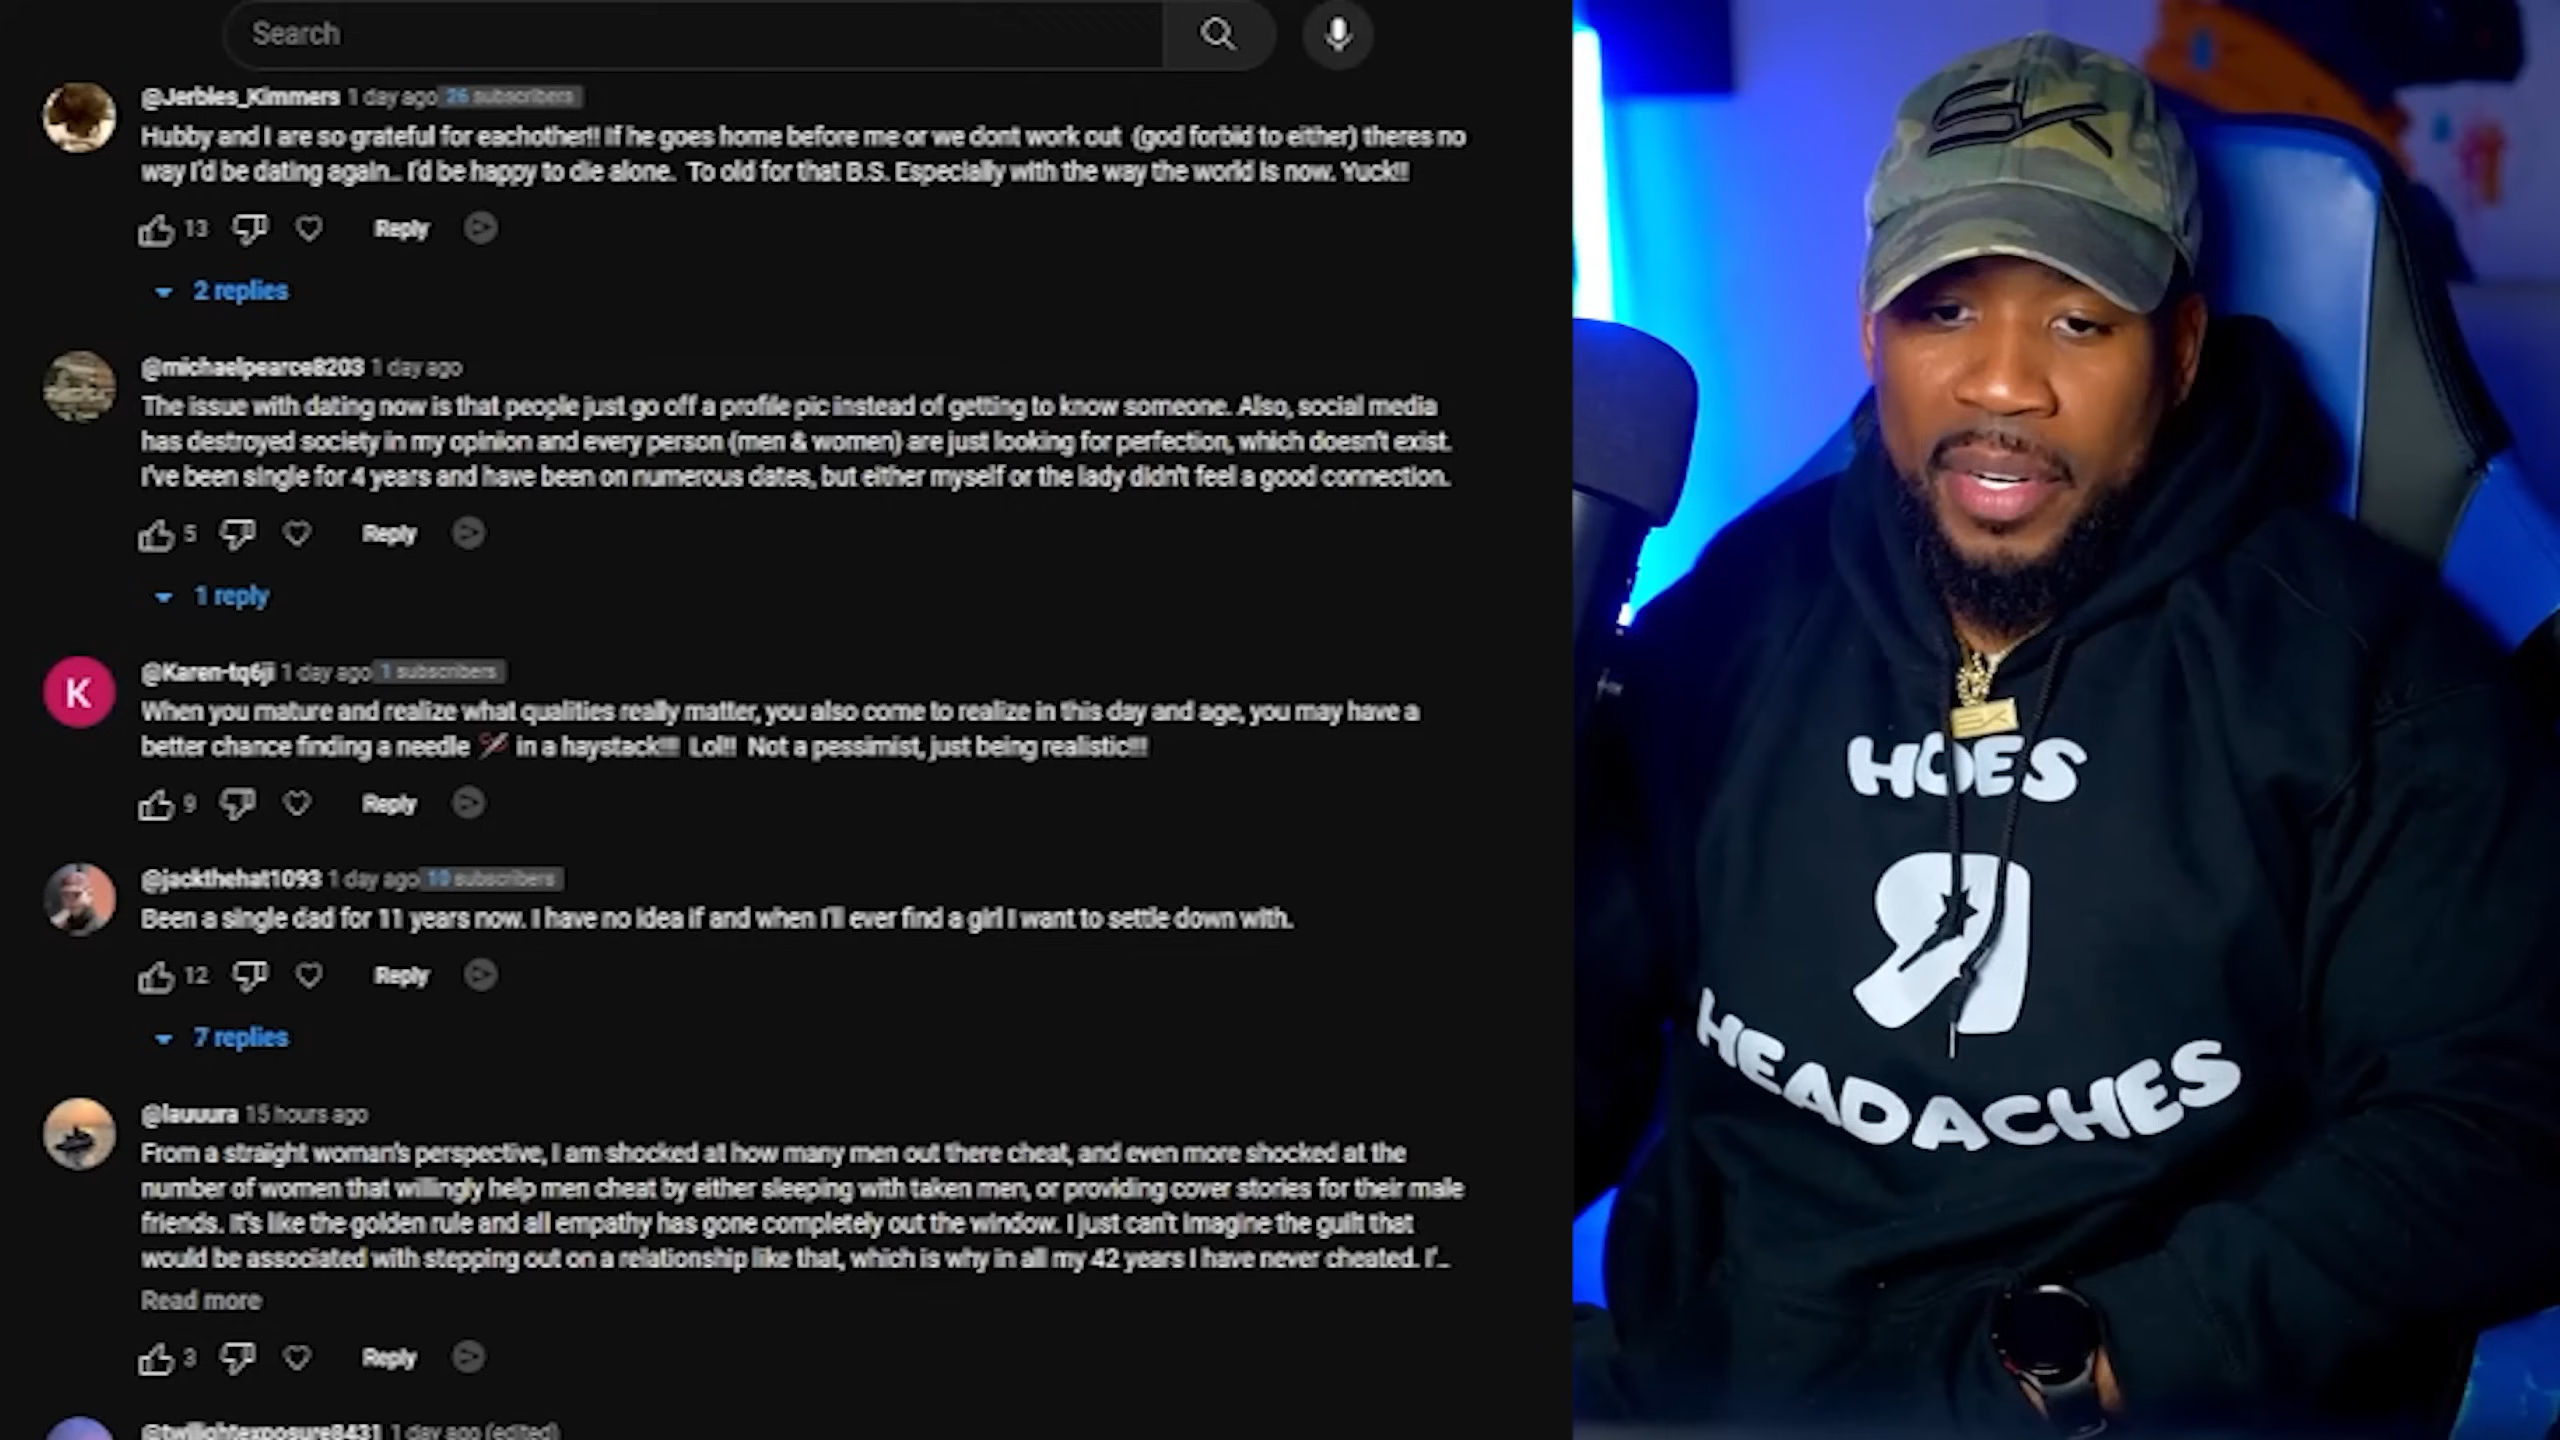 Search
@Jerbles_Kimmers 1 day ago 26 subscribers
Hubby and I are so grateful for eachother!! If he goes home before me or we dont work out (god forbid to either) theres no
way I'd be dating again.. I'd be happy to die alone. To old for that B.S. Especially with the way the world is now. Yuck!!
13 Reply
2 replies
@michaelpearce8203 1 day ago
The issue with dating now is that people just go off a profile pic instead of getting to know someone. Also, social media
has destroyed society in my opinion and every person (men & women) are just looking for perfection, which doesn't exist.
I've been single for 4 years and have been on numerous dates, but either myself or the lady didn't feel a good connection.
5 Reply
1 reply
K
@Karen-tq6ji 1 day ago 1 subscribers
When you mature and realize what qualities really matter, you also come to realize in this day and age, you may have a
better chance finding a needle in a haystack!!! Lol!! Not a pessimist, just being realistic!!!
9 Reply
@jackthehat1093 1 day ago 10 subscribers
Been a single dad for 11 years now. I have no idea if and when I'll ever find a girl I want to settle down with.
12 Reply
7 replies
@lauuura 15 hours ago
From a straight woman's perspective, I am shocked at how many men out there cheat, and even more shocked at the
number of women that willingly help men cheat by either sleeping with taken men, or providing cover stories for their male
friends. It's like the golden rule and all empathy has gone completely out the window. I just can't imagine the guilt that
would be associated with stepping out on a relationship like that, which is why in all my 42 years I have never cheated. I'...
Read more
3 Reply
@twilightexposure8431 1 day ago (edited)
SK
SK
HOES
R
HEADACHES